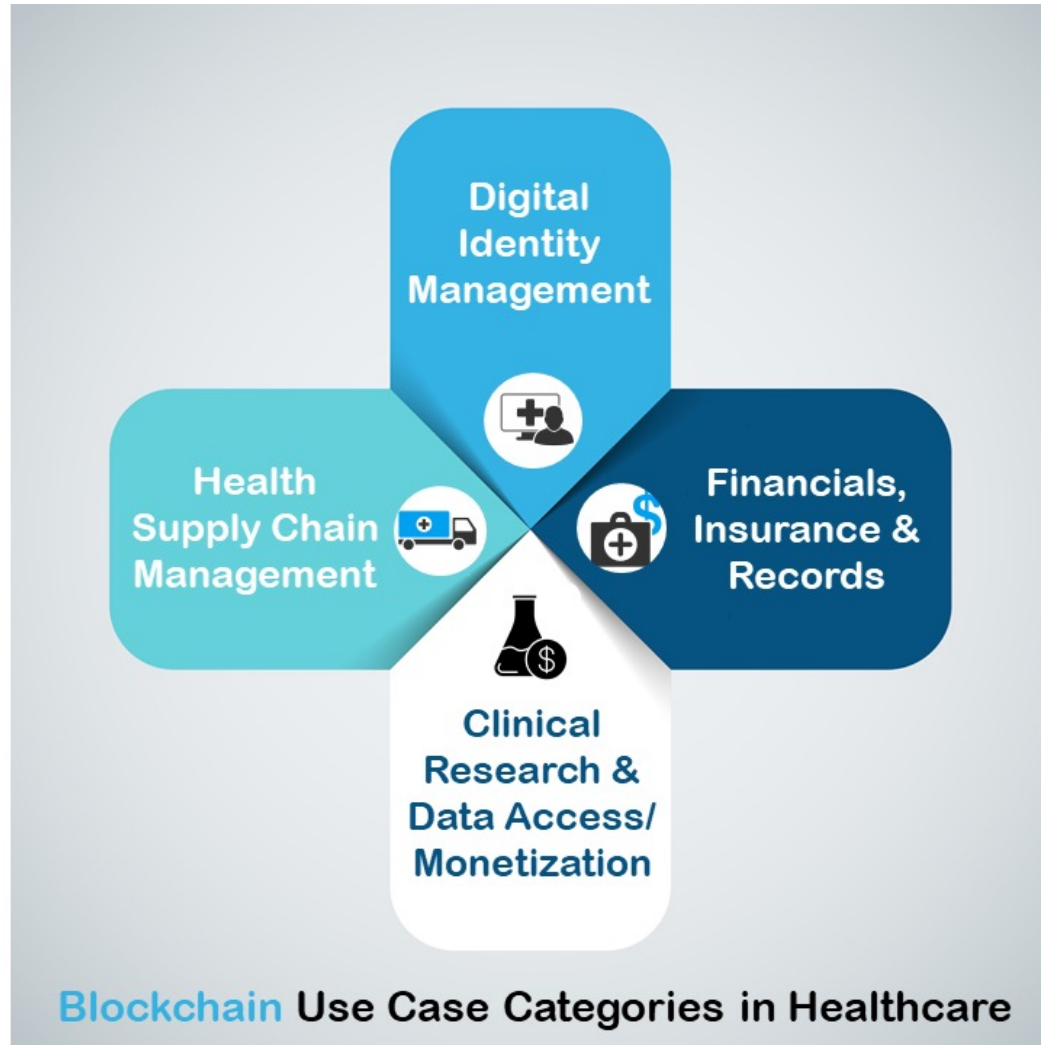 Digital
Identity
Management
Health
Supply Chain
Management
$
Financials,
Insurance &
Records
$
Clinical
Research &
Data Access/
Monetization
Blockchain Use Case Categories in Healthcare